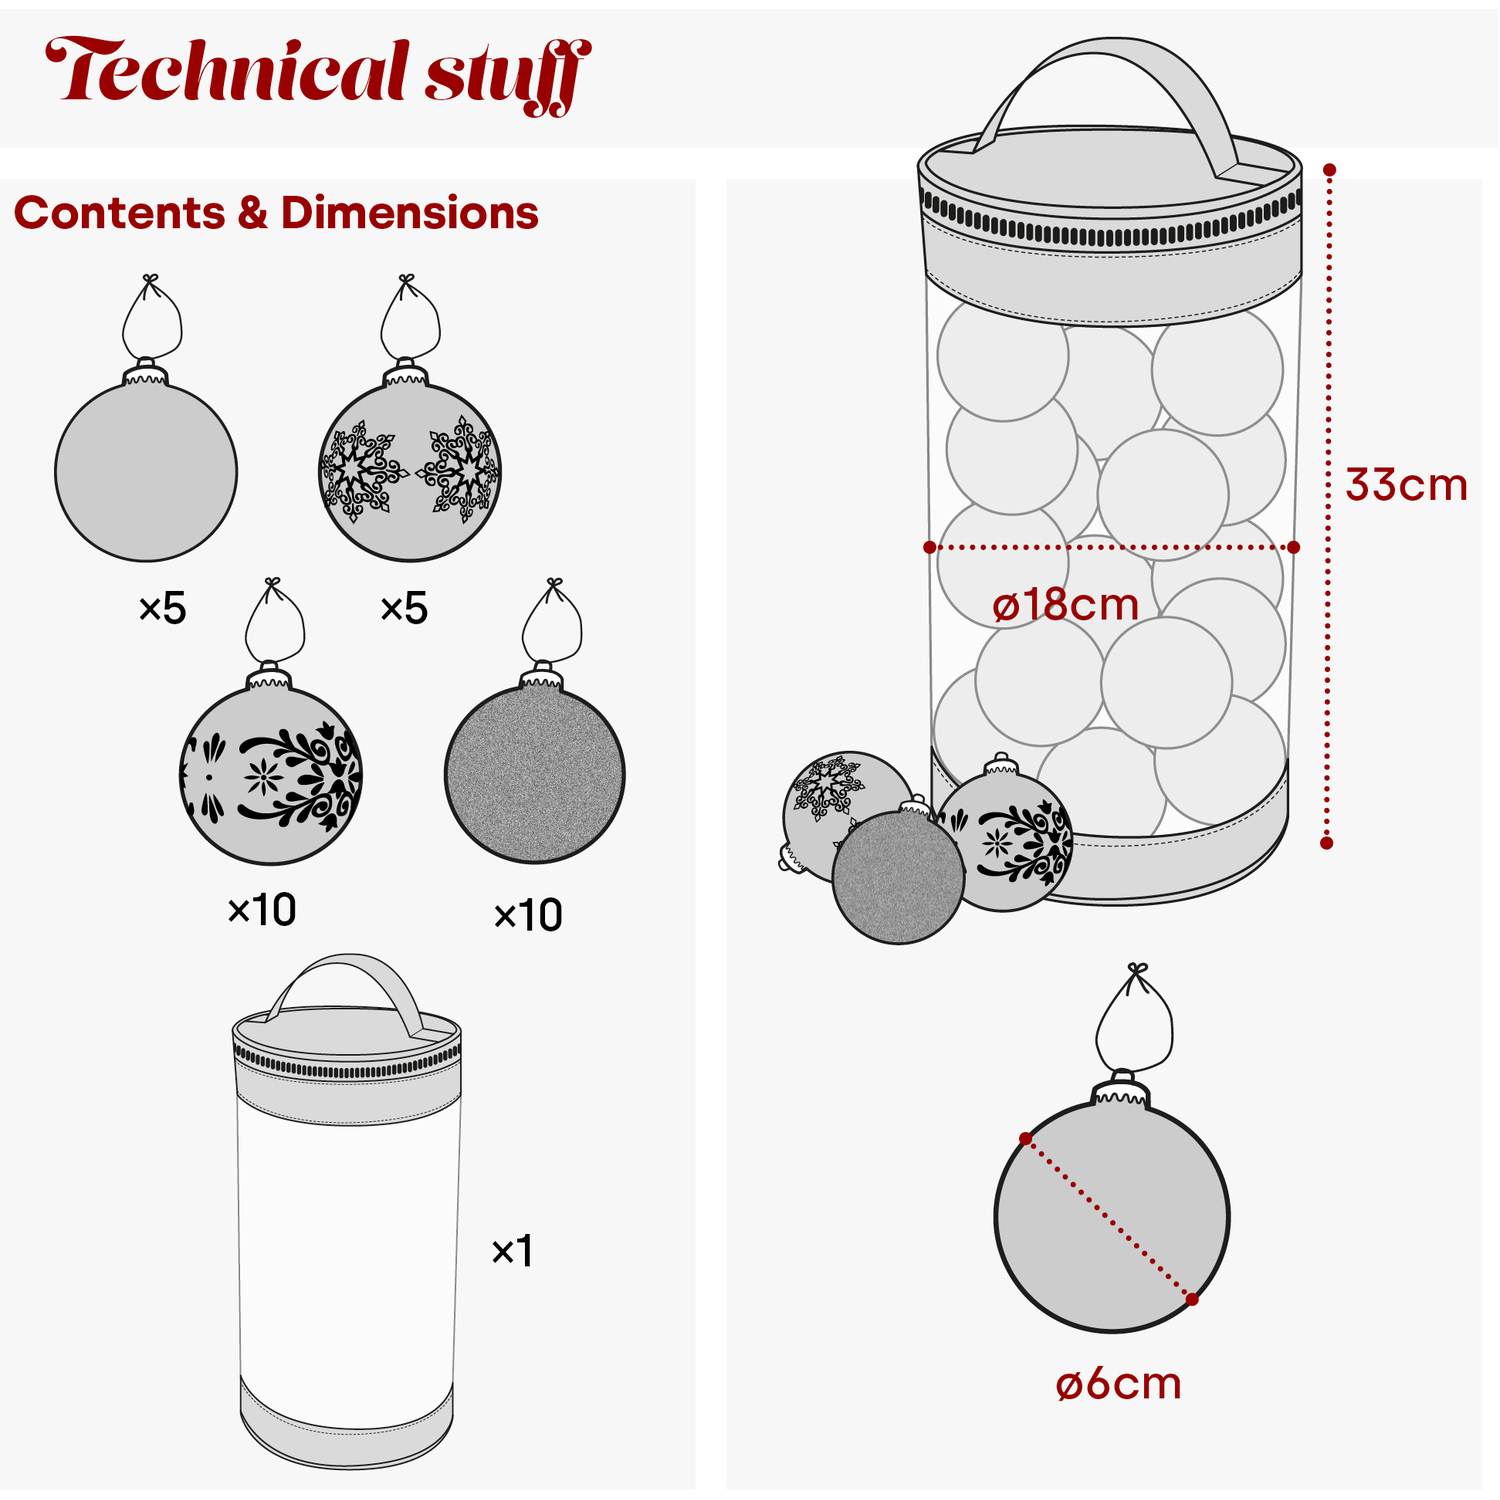 Technical stuff
Contents & Dimensions
×5
×5
×10
×10
×1
33cm
ø18cm
ø6cm